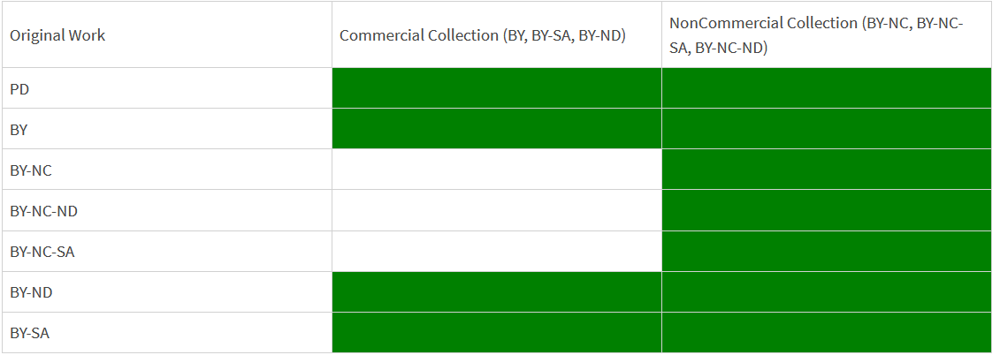 Original Work
Commercial Collection (BY, BY-SA, BY-ND)
NonCommercial Collection (BY-NC, BY-NC-
SA, BY-NC-ND)
PD
BY
BY-NC
BY-NC-ND
BY-NC-SA
BY-ND
BY-SA